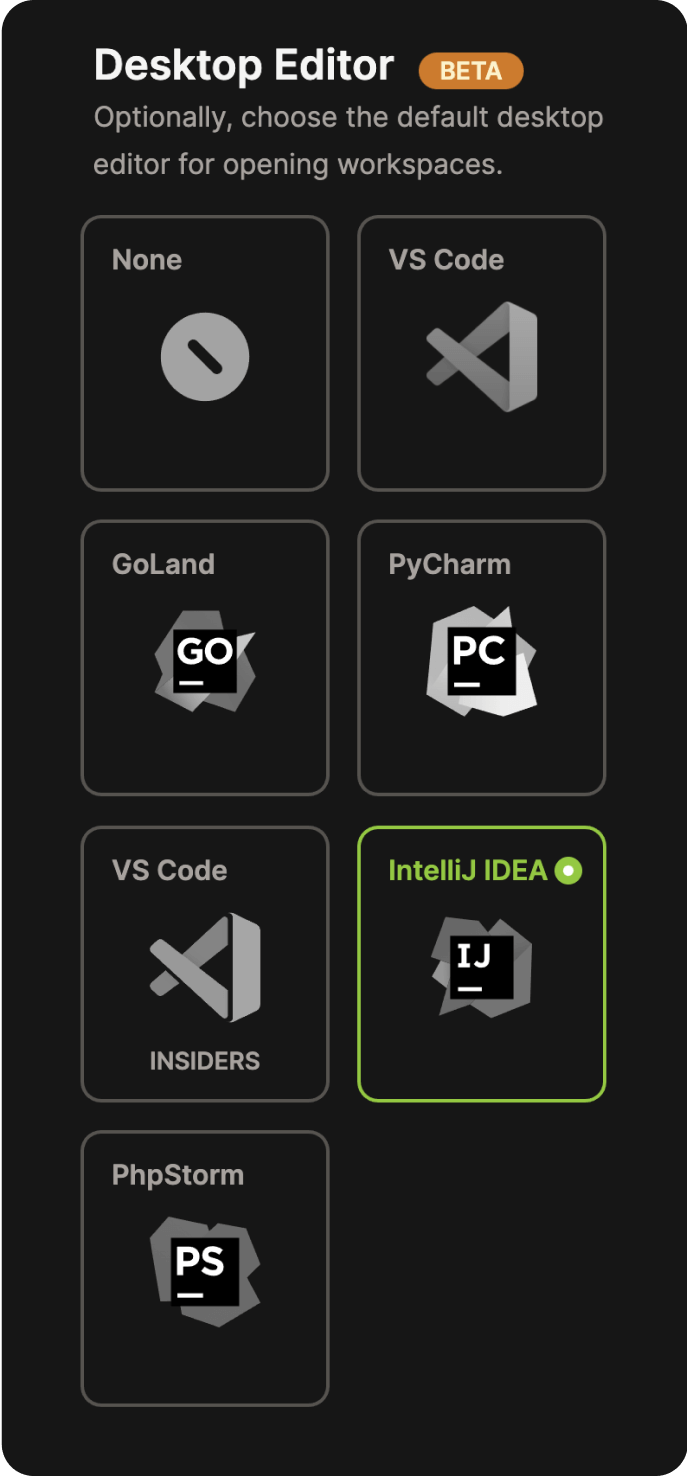 Desktop Editor BETA
Optionally, choose the default desktop
editor for opening workspaces.
None
VS Code
GoLand
GO
PyCharm
PC
VS Code
INSIDERS
IntelliJ IDEA
IJ
PhpStorm
PS